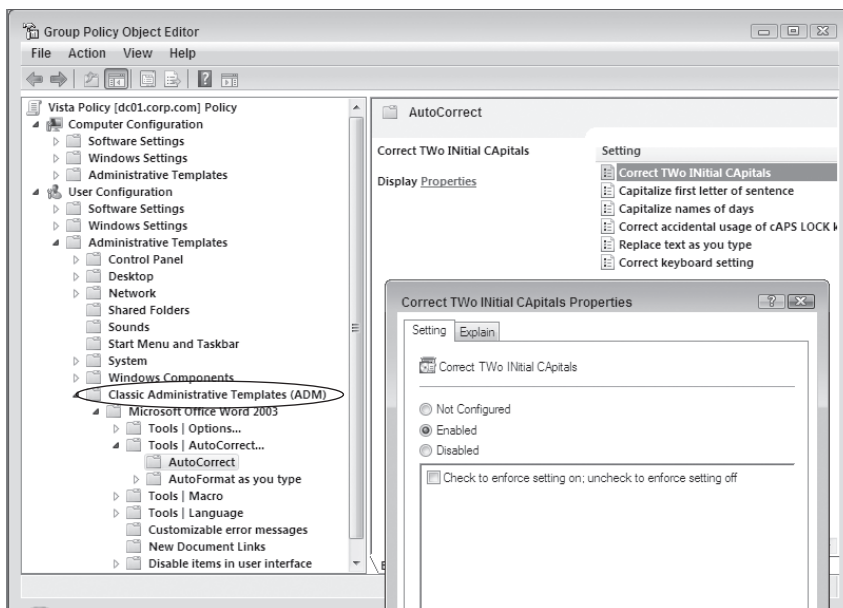 Group Policy Object Editor
File Action View Help
Vista Policy [dc01.corp.com] Policy
Computer Configuration
Software Settings
Windows Settings
Administrative Templates
User Configuration
Software Settings
Windows Settings
Administrative Templates
Control Panel
Desktop
Network
Shared Folders
Sounds
Start Menu and Taskbar
System
Windows Components
Classic Administrative Templates (ADM)
Microsoft Office Word 2003
Tools | Options...
Tools | AutoCorrect...
AutoCorrect
AutoFormat as you type
Tools | Macro
Tools | Language
Customizable error messages
New Document Links
Disable items in user interface
AutoCorrect
Correct TWo INitial CApitals
Display Properties
Setting
Correct TWo INitial CApitals
Capitalize first letter of sentence
Capitalize names of days
Correct accidental usage of cAPS LOCK k
Replace text as you type
Correct keyboard setting
Correct TWo INitial CApitals Properties
Setting Explain
Correct TWo INitial CApitals
Not Configured
Enabled
Disabled
Check to enforce setting on; uncheck to enforce setting off